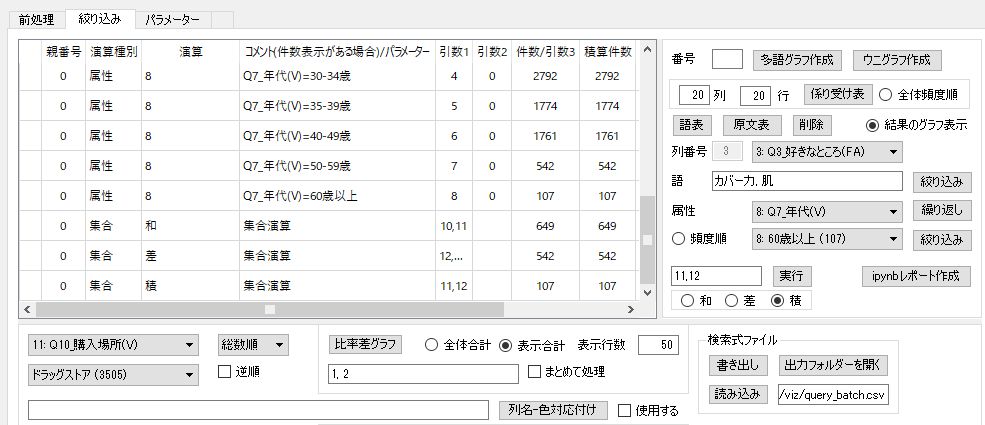 前処理 絞り込み パラメーター
親番号 演算種別 演算 コメント(件数表示がある場合)/パラメーター 引数1 引数2 件数/引数3 積算件数
0 属性 8 Q7_年代(V)=30-34歳 4 0 2792 2792
0 属性 8 Q7_年代(V)=35-39歳 5 0 1774 1774
0 属性 8 Q7_年代(V)=40-49歳 6 0 1761 1761
0 属性 8 Q7_年代(V)=50-59歳 7 0 542 542
0 属性 8 Q7_年代(V)=60歳以上 8 0 107 107
0 集合 和 集合演算 10,11 649 649
0 集合 差 集合演算 12,... 542 542
0 集合 積 集合演算 11,12 107 107
番号 多語グラフ作成 ウニグラフ作成
20 列 20 行 係り受け表 全体頻度順
語表 原文表 削除 結果のグラフ表示
列番号 3 3: Q3_好きなところ(FA)
語 カバー力, 肌 絞り込み
属性 8: Q7_年代(V) 繰り返し
頻度順 8: 60歳以上 (107) 絞り込み
11,12 実行 ipynbレポート作成
和 差 積
11: Q10_購入場所(V) 総数順 比率差グラフ 全体合計 表示合計 表示行数 50
ドラッグストア (3505) 逆順 1, 2 まとめて処理
列名-色対応付け 使用する
検索式ファイル
書き出し 出力フォルダーを開く
読み込み /viz/query_batch.csv